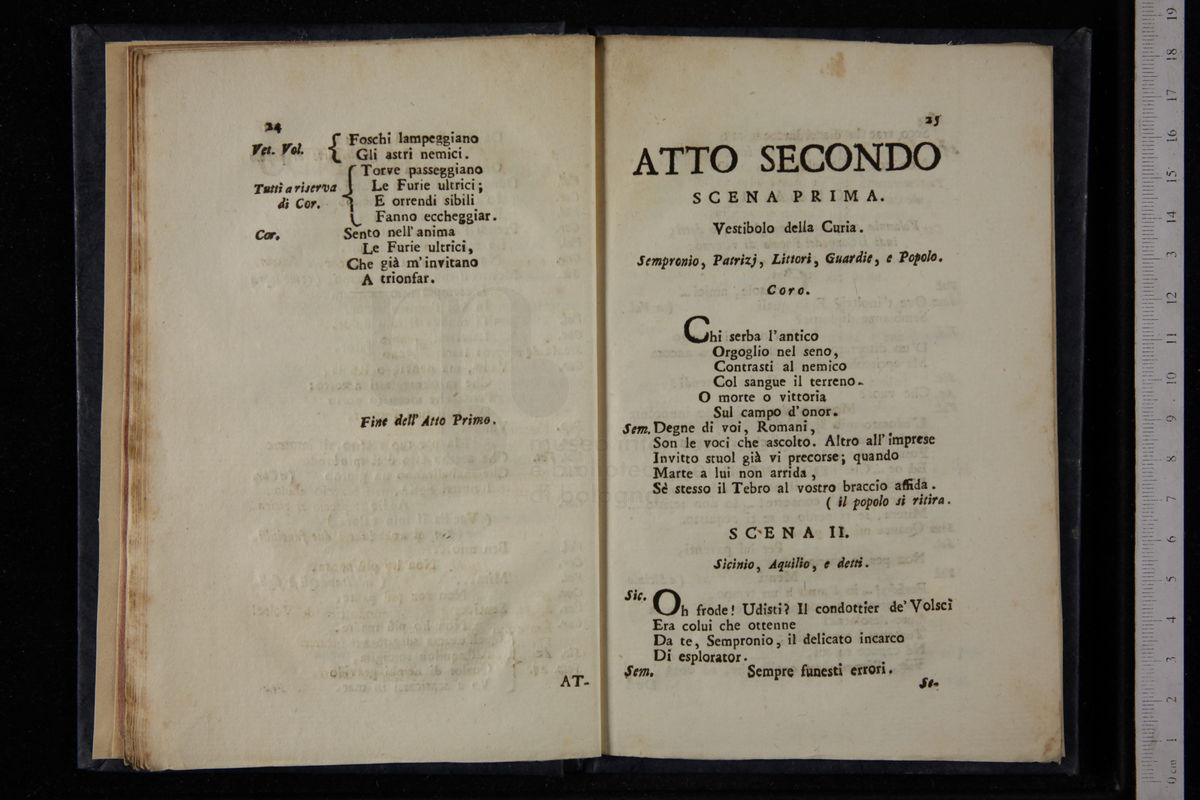 24
Vet. Vol. { Foschi lampeggiano
Gli astri nemici.
Torve passeggiano
Tutti a riserva { Le Furie ultrici;
di Cor. E orrendi sibili
Fanno eccheggiar.
Cor. Sento nell'anima
Le Furie ultrici,
Che già m'invitano
A trionfar.
Fine dell' Atto Primo.
AT-
25
ATTO SECONDO
SCENA PRIMA.
Vestibolo della Curia.
Sempronio, Patrizj, Littori, Guardie, e Popolo.
Coro.
Chi serba l'antico
Orgoglio nel seno,
Contrasti al nemico
Col sangue il terreno.
O morte o vittoria
Sul campo d'onor.
Sem. Degne di voi, Romani,
Son le voci che ascolto. Altro all'imprese
Invitto stuol già vi precorse; quando
Marte a lui non arrida,
Sè stesso il Tebro al vostro braccio affida.
( il popolo si ritira.
SCENA II.
Sicinio, Aquilio, e detti.
Sic. Oh frode! Udisti? Il condottier de' Volsci
Era colui che ottenne
Da te, Sempronio, il delicato incarco
Di esplorator.
Sem. Sempre funesti errori.
Se-